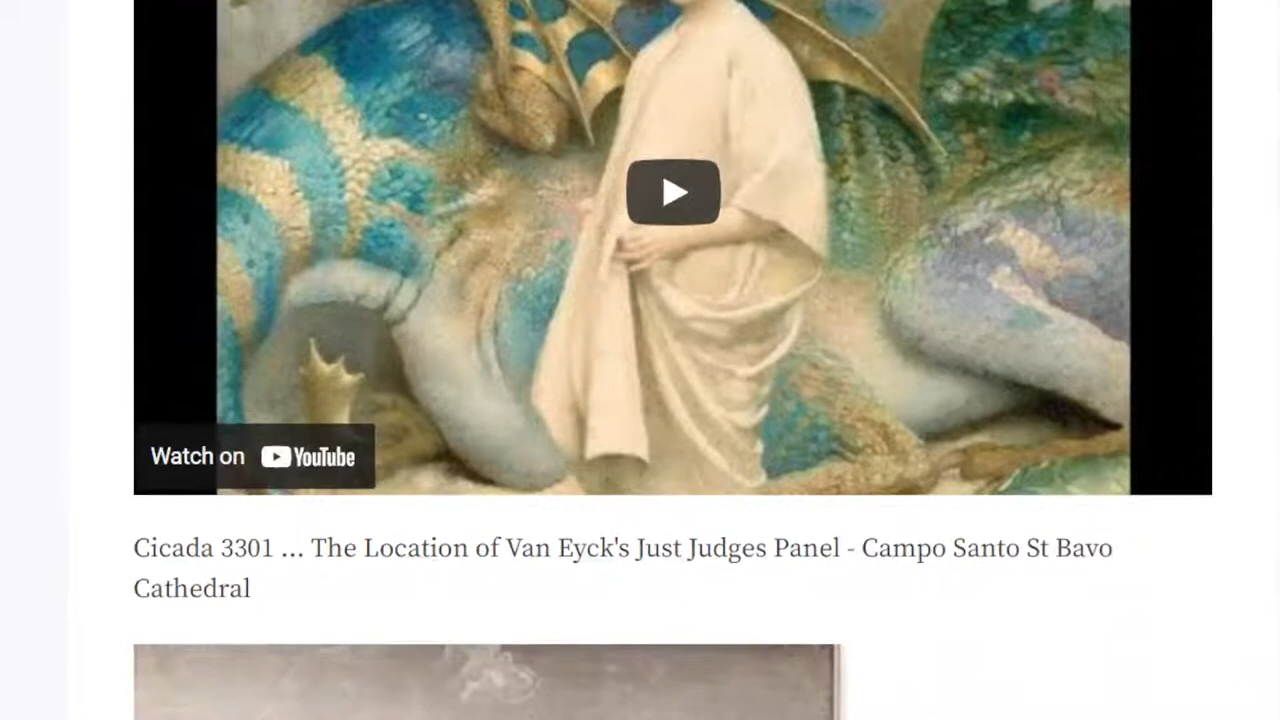 Watch on YouTube
Cicada 3301 ... The Location of Van Eyck's Just Judges Panel - Campo Santo St Bavo
Cathedral